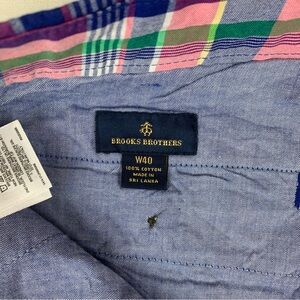 BROOKS BROTHERS
W40
100% COTTON
MADE IN
SRI LANKA